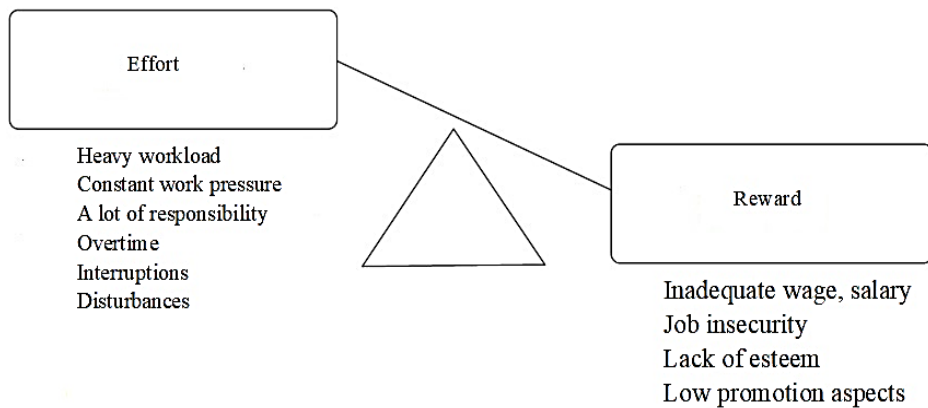 Effort
Heavy workload
Constant work pressure
A lot of responsibility
Overtime
Interruptions
Disturbances
Reward
Inadequate wage, salary
Job insecurity
Lack of esteem
Low promotion aspects